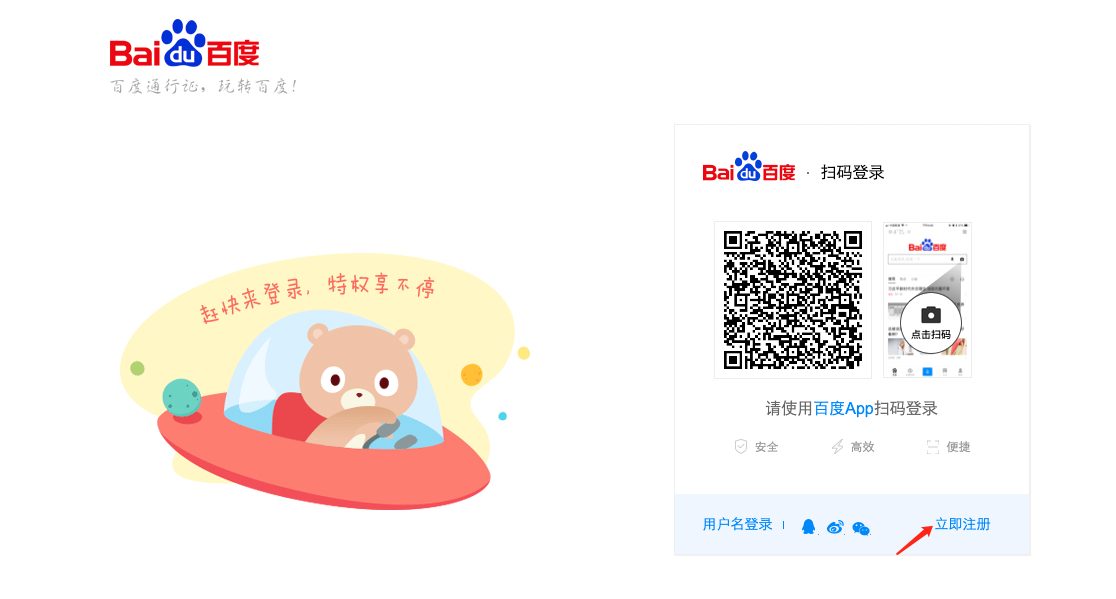 Bai du 百度
百度通行证，玩转百度！
赶快来登录，特权享不停
Bai du 百度 · 扫码登录
Bai du 百度
点击扫码
请使用百度App扫码登录
安全 高效 便捷
用户名登录 立即注册